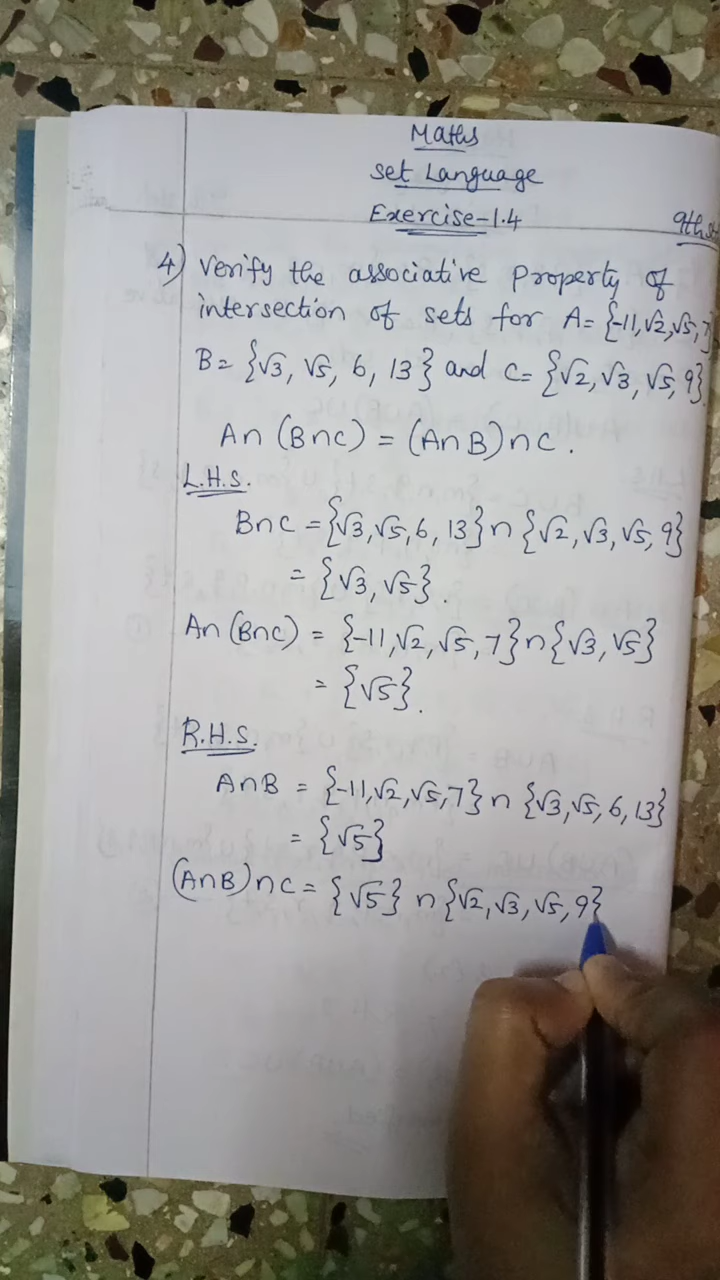 Maths
Set Language
Exercise-1.4
9th st
4) Verify the associative Property of
intersection of sets for A= {-11,√2,√5,7
B= {√3, √5, 6, 13} and C= {√2,√3,√5,9}.
A∩(B∩C) = (A∩B)∩C.
L.H.S.
B∩C = {√3,√5,6, 13}∩{√2,√3,√5,9}
= {√3, √5}.
A∩(B∩C) = {-11,√2,√5,7}∩{√3,√5}
= {√5}.
R.H.S.
A∩B = {-11,√2,√5,7}∩{√3,√5,6,13}
= {√5}
(A∩B)∩C= {√5}∩{√2,√3,√5,9}